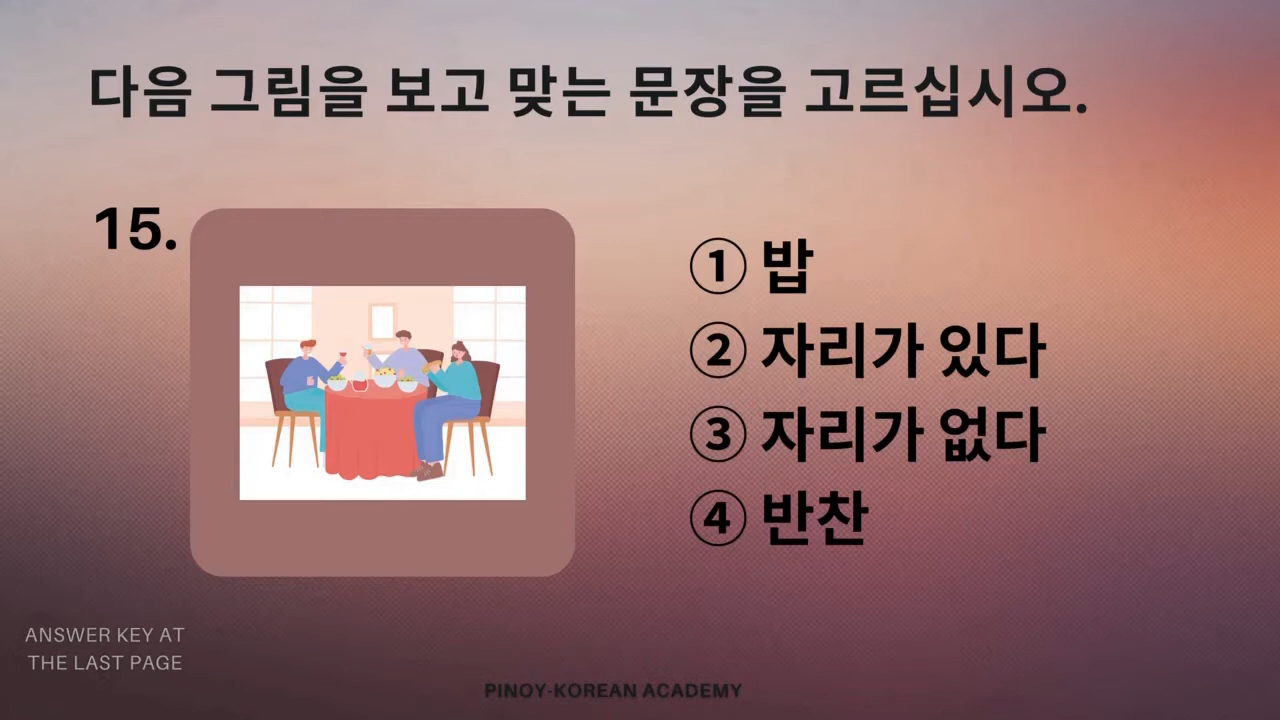 다음 그림을 보고 맞는 문장을 고르십시오.
15.
① 밥
② 자리가 있다
③ 자리가 없다
④ 반찬
ANSWER KEY AT
THE LAST PAGE
PINOY-KOREAN ACADEMY